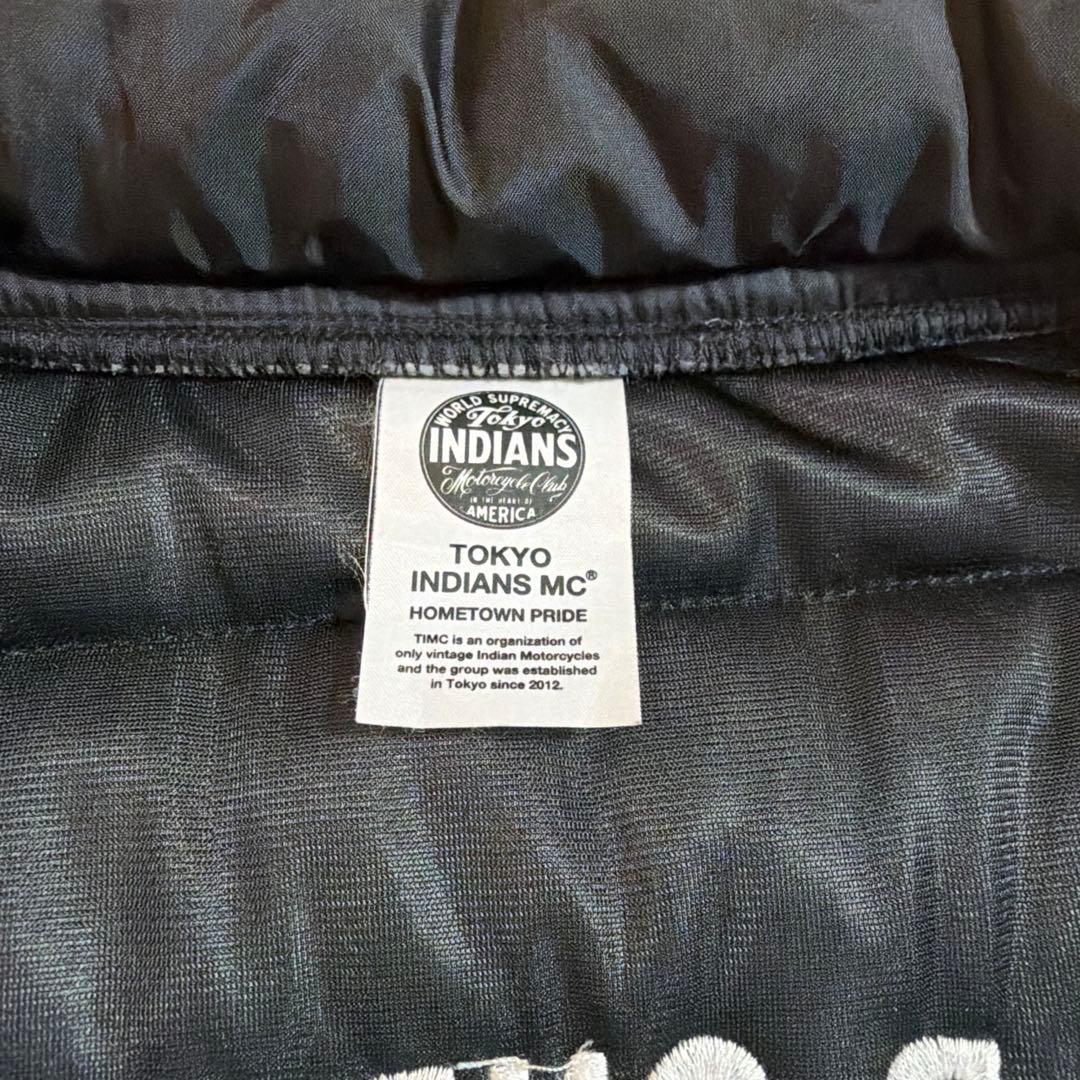 WORLD SUPREMACY
Tokyo
INDIANS
Motorcycle Club
IN THE HEART OF
AMERICA
TOKYO
INDIANS MC®
HOMETOWN PRIDE
TIMC is an organization of
only vintage Indian Motorcycles
and the group was established
in Tokyo since 2012.